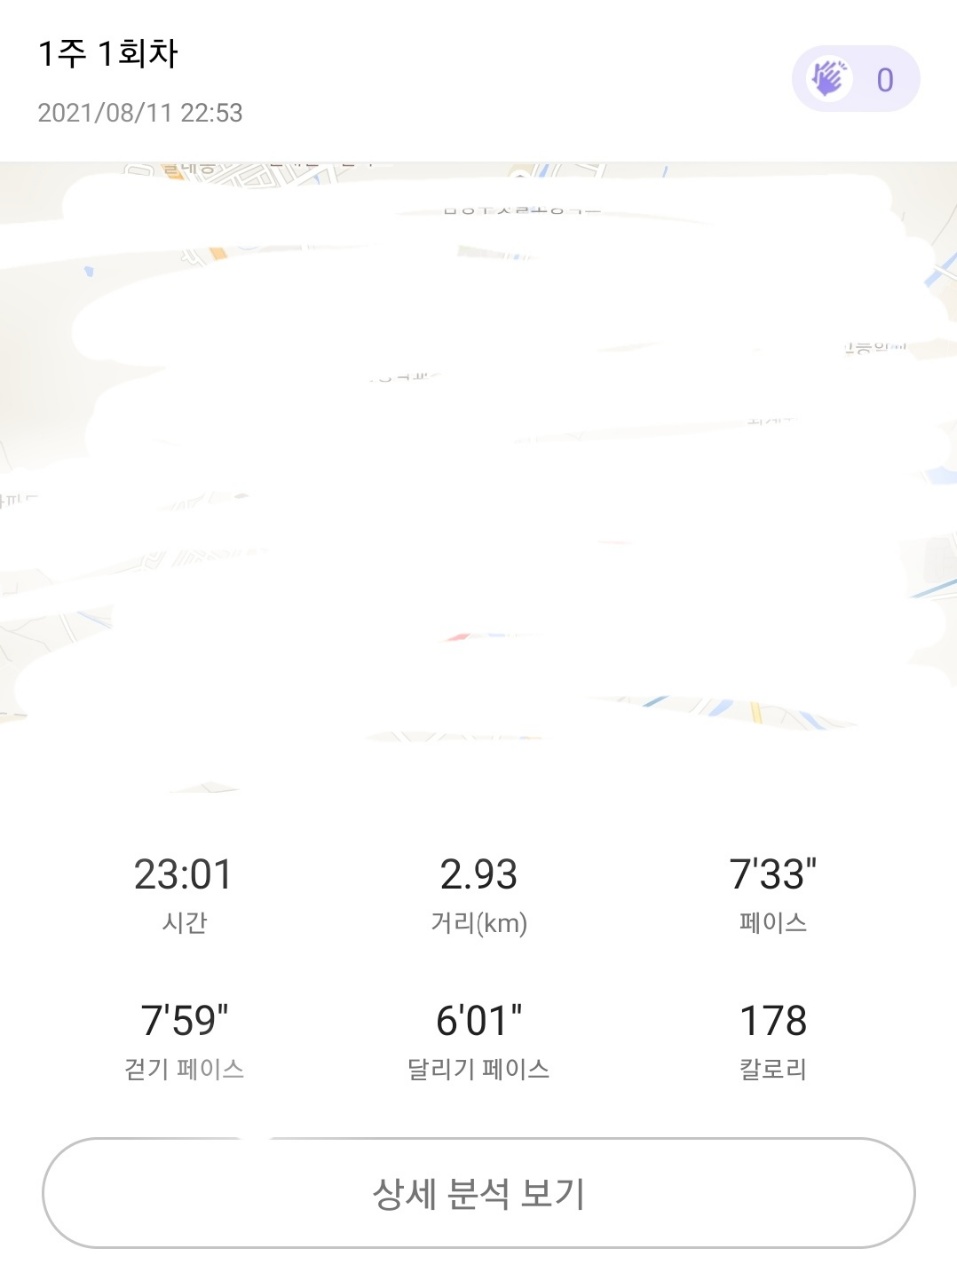 1주 1회차
2021/08/11 22:53
0
23:01
시간
2.93
거리(km)
7'33"
페이스
7'59"
걷기 페이스
6'01"
달리기 페이스
178
칼로리
상세 분석 보기